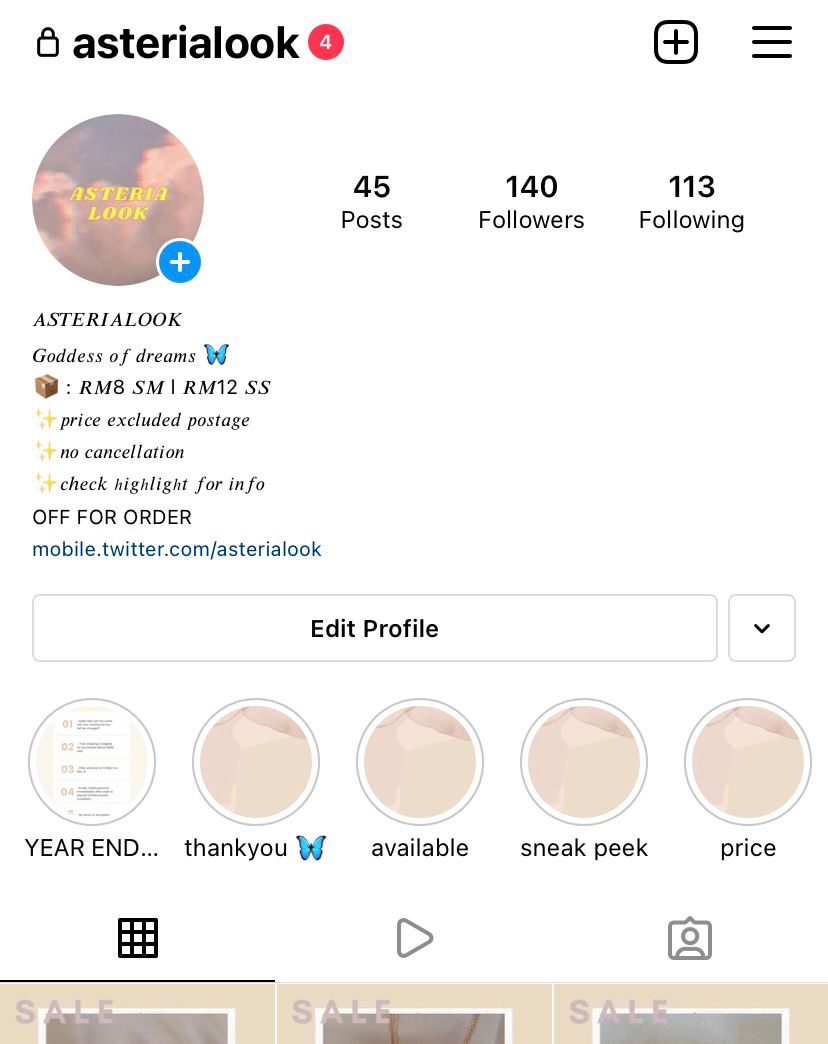 asterialook 4
ASTERIA
LOOK
45 140 113
Posts Followers Following
ASTERIALOOK
Goddess of dreams 🦋
📦 : RM8 SM | RM12 SS
✨price excluded postage
✨no cancellation
✨check highlight for info
OFF FOR ORDER
mobile.twitter.com/asterialook
Edit Profile
01
02
03
04
YEAR END... thankyou 🦋 available sneak peek price
SALE SALE SALE